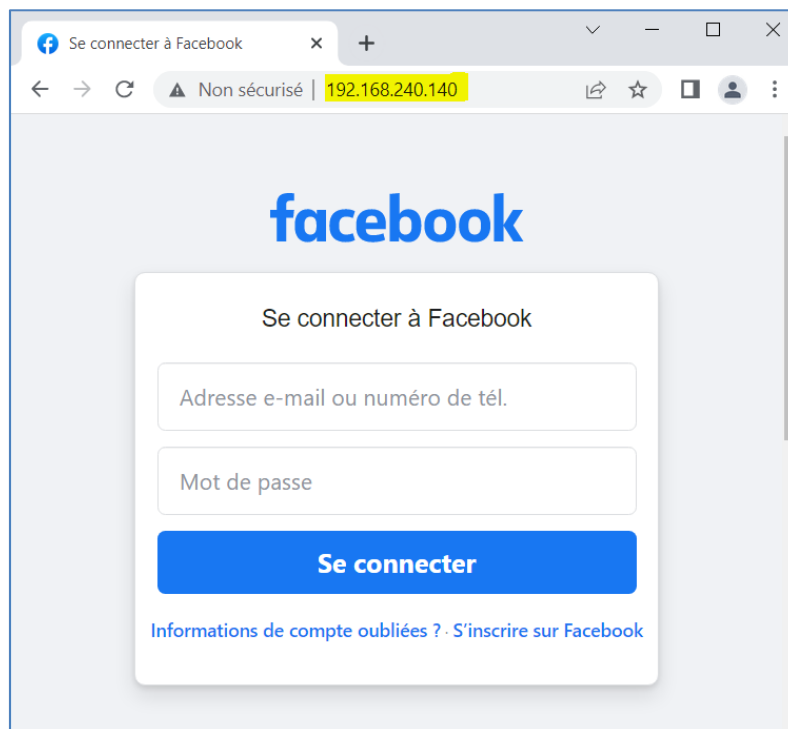 Se connecter à Facebook
Non sécurisé | 192.168.240.140
facebook
Se connecter à Facebook
Adresse e-mail ou numéro de tél.
Mot de passe
Se connecter
Informations de compte oubliées ? · S’inscrire sur Facebook